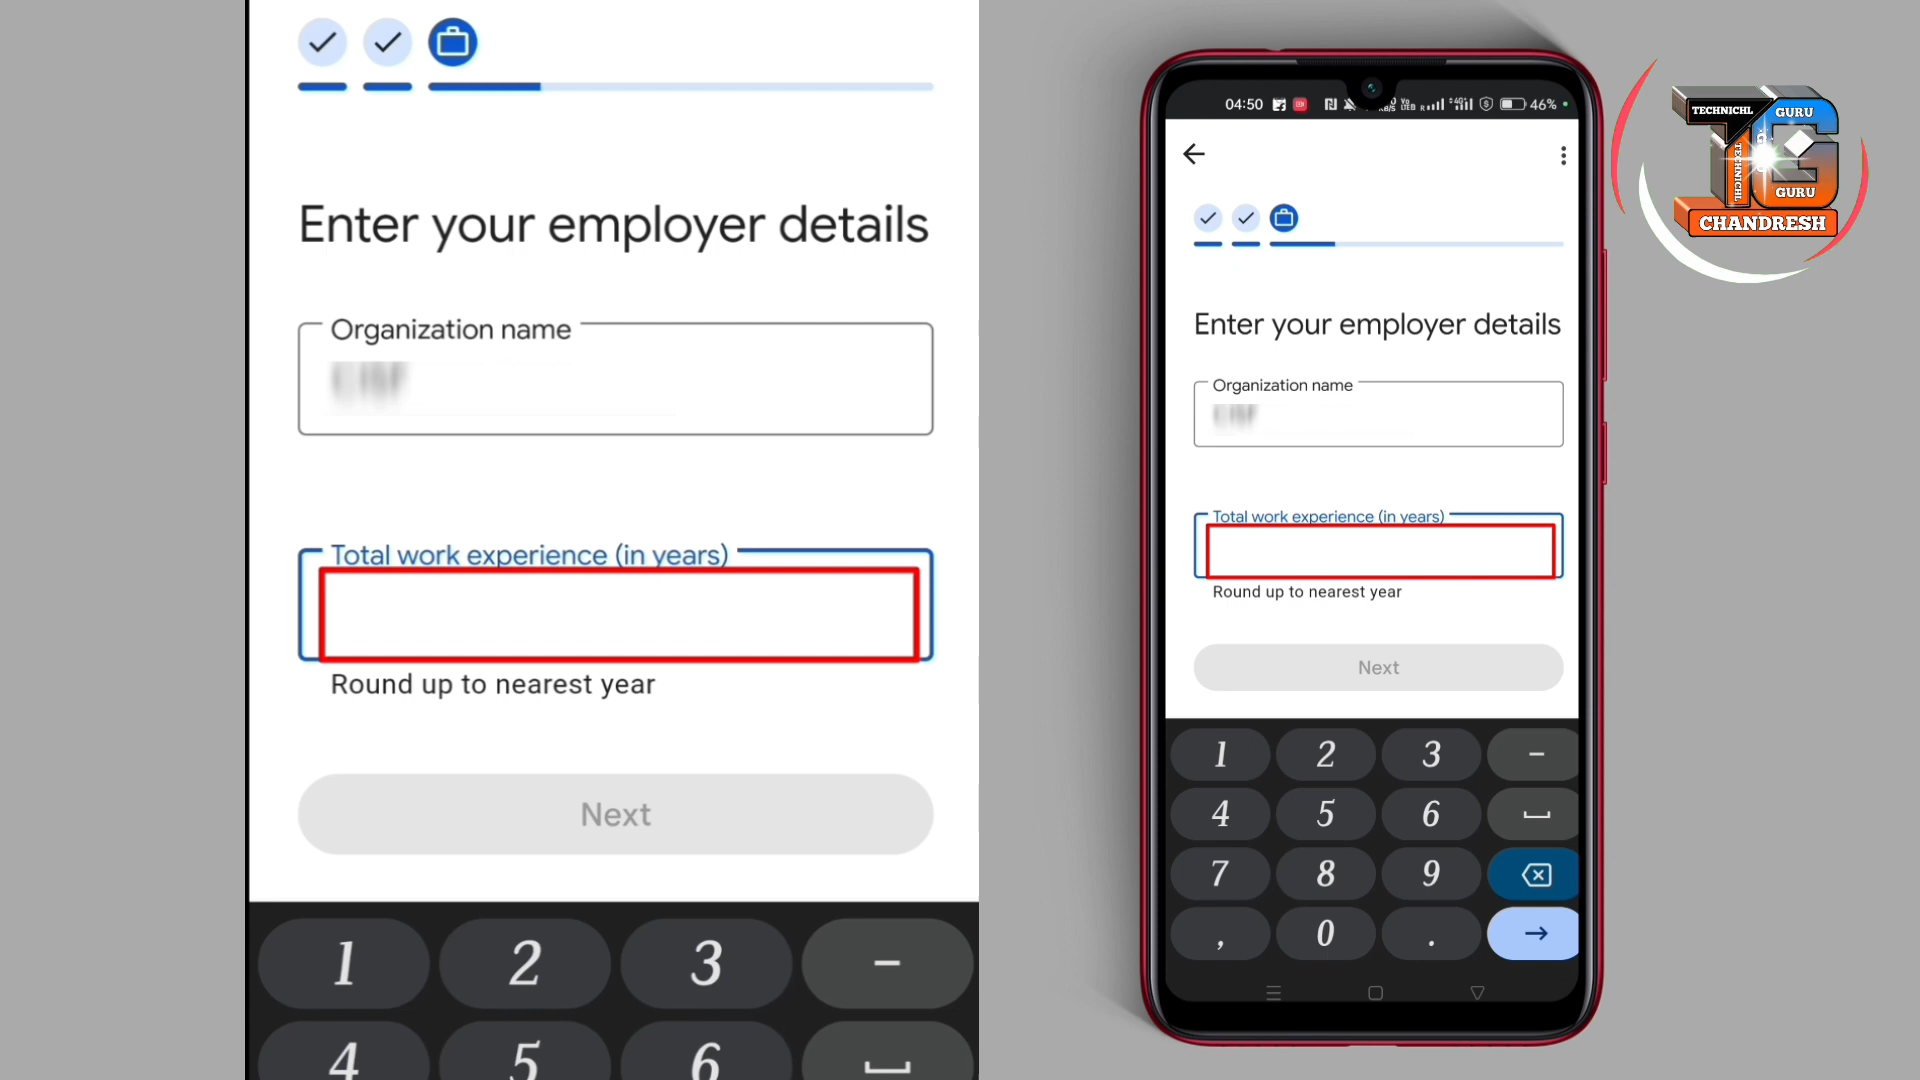 Enter your employer details
Organization name
Total work experience (in years)
Round up to nearest year
Next
1 2 3 -
4 5 6
04:50 46%
Enter your employer details
Organization name
Total work experience (in years)
Round up to nearest year
Next
1 2 3 -
4 5 6
7 8 9
, 0 .
TECHNICHL GURU
TECHNICHL
GURU
CHANDRESH